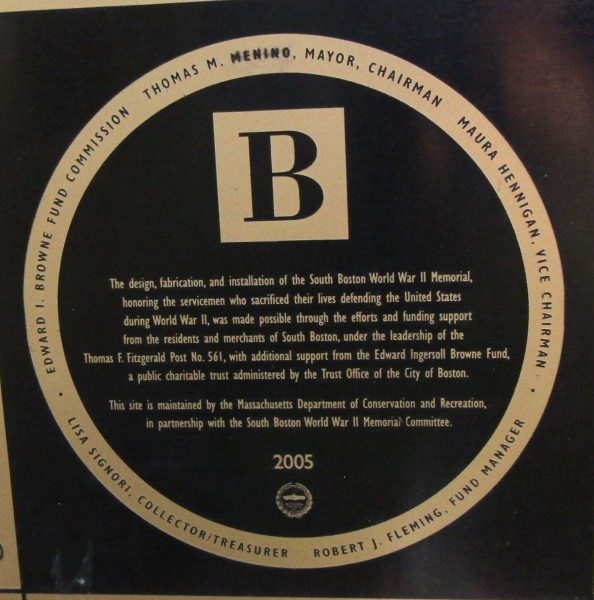 EDWARD I. BROWNE FUND COMMISSION THOMAS M. MENINO, MAYOR, CHAIRMAN MAURA HENNIGAN, VICE CHAIRMAN
B
The design, fabrication, and installation of the South Boston World War II Memorial,
honoring the servicemen who sacrificed their lives defending the United States
during World War II, was made possible through the efforts and funding support
from the residents and merchants of South Boston, under the leadership of the
Thomas F. Fitzgerald Post No. 561, with additional support from the Edward Ingersoll Browne Fund,
a public charitable trust administered by the Trust Office of the City of Boston.
This site is maintained by the Massachusetts Department of Conservation and Recreation,
in partnership with the South Boston World War II Memorial Committee.
2005
LISA SIGNORI, COLLECTOR/TREASURER ROBERT J. FLEMING, FUND MANAGER